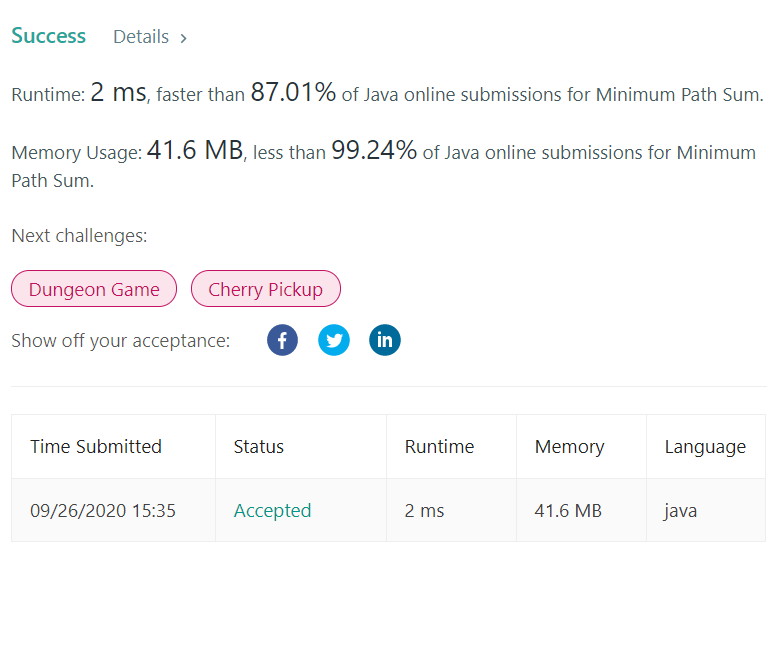 Success Details >
Runtime: 2 ms, faster than 87.01% of Java online submissions for Minimum Path Sum.
Memory Usage: 41.6 MB, less than 99.24% of Java online submissions for Minimum
Path Sum.
Next challenges:
Dungeon Game Cherry Pickup
Show off your acceptance: f in
Time Submitted Status Runtime Memory Language
09/26/2020 15:35 Accepted 2 ms 41.6 MB java